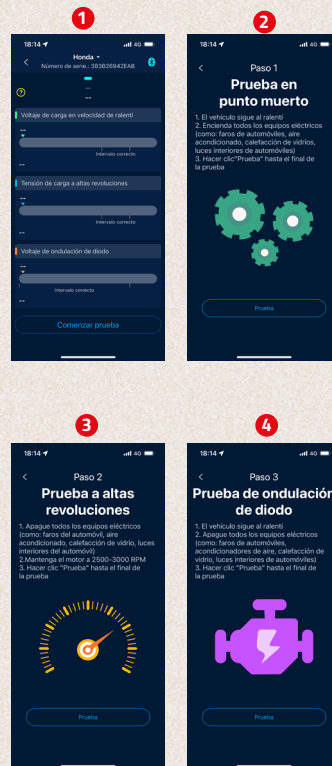 1
18:14
4G
Honda
Número de serie.: 383B26942EAB
--
--
Voltaje de carga en velocidad de ralentí
--
Intervalo correcto
--
Tensión de carga a altas revoluciones
--
Intervalo correcto
--
Voltaje de ondulación de diodo
--
Intervalo correcto
--
Comenzar prueba
2
18:14
4G
Paso 1
Prueba en
punto muerto
1. El vehículo sigue al ralentí
2. Encienda todos los equipos eléctricos
(como: faros de automóviles, aire
acondicionado, calefacción de vidrios,
luces interiores de automóviles)
3. Hacer clic"Prueba" hasta el final de
la prueba
Prueba
3
18:14
4G
Paso 2
Prueba a altas
revoluciones
1. Apague todos los equipos eléctricos
(como: faros del automóvil, aire
acondicionado, calefacción de vidrio, luces
interiores del automóvil)
2.Mantenga el motor a 2500-3000 RPM
3. Hacer clic "Prueba" hasta el final de
la prueba
Prueba
4
18:14
4G
Paso 3
Prueba de ondulación
de diodo
1. El vehículo sigue al ralentí
2. Apague todos los equipos eléctricos
(como: faros de automóviles,
acondicionadores de aire, calefacción de
vidrio, luces interiores de automóviles)
3. Hacer clic "Prueba" hasta el final de
la prueba
Prueba